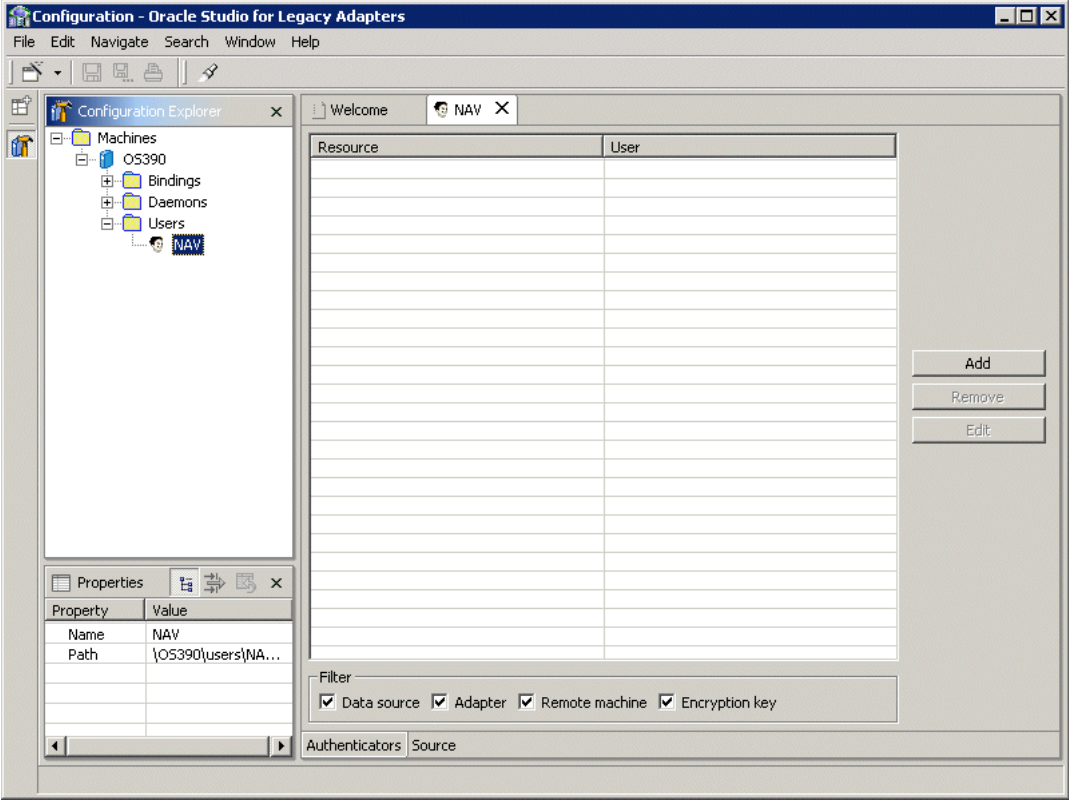 Configuration - Oracle Studio for Legacy Adapters
File Edit Navigate Search Window Help
Configuration Explorer
Machines
OS390
Bindings
Daemons
Users
NAV
Welcome
NAV
Resource User
Add
Remove
Edit
Properties
Property Value
Name NAV
Path \OS390\users\NA...
Filter
Data source Adapter Remote machine Encryption key
Authenticators Source